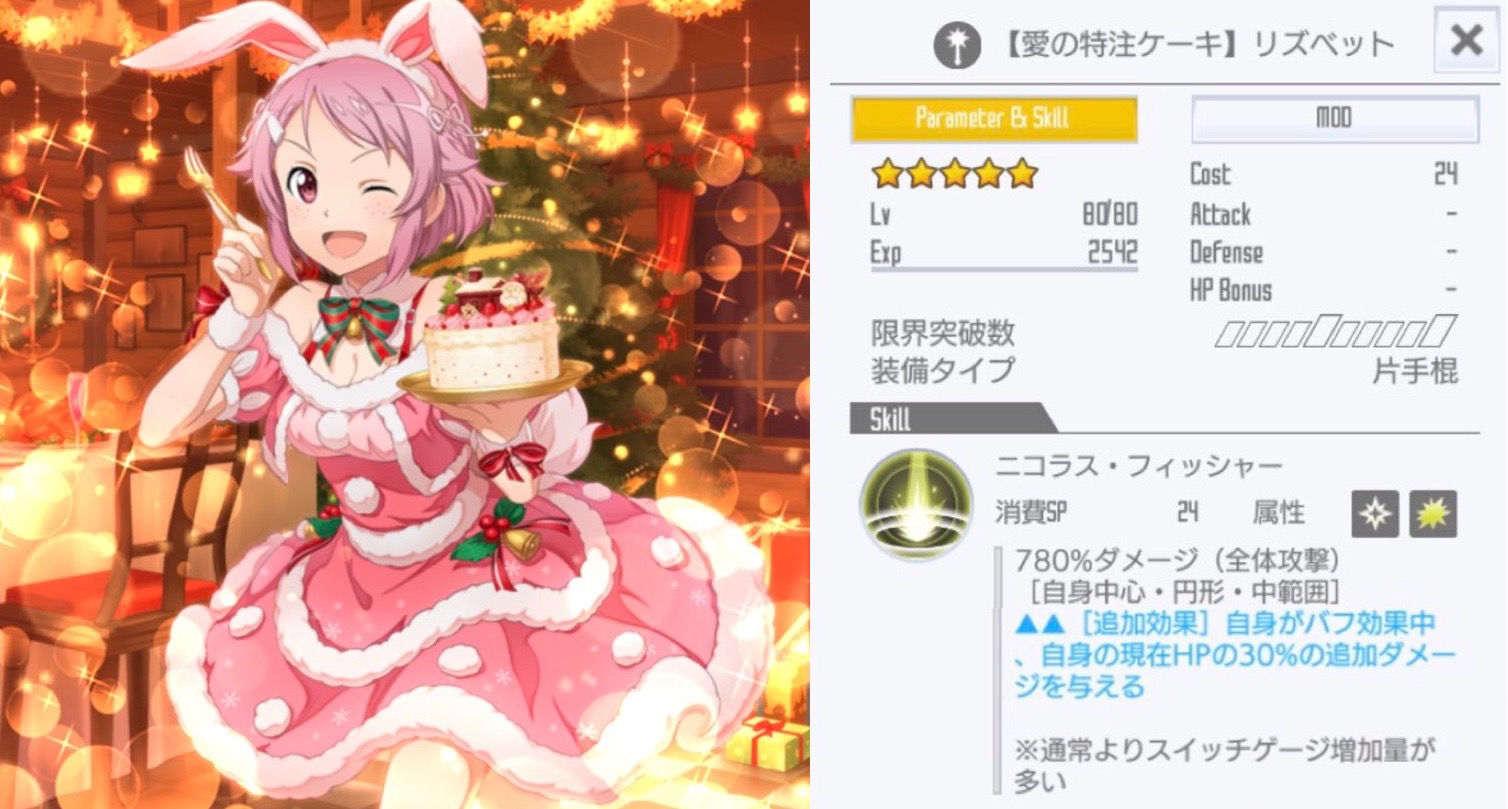 【愛の特注ケーキ】リズベット
Parameter & Skill
MOD
Cost 24
Lv 80/80
Attack -
Exp 2542
Defense -
HP Bonus -
限界突破数
装備タイプ 片手棍
Skill
ニコラス・フィッシャー
消費SP 24 属性
780%ダメージ（全体攻撃）
［自身中心・円形・中範囲］
▲▲［追加効果］自身がバフ効果中
、自身の現在HPの30%の追加ダメー
ジを与える
※通常よりスイッチゲージ増加量が
多い